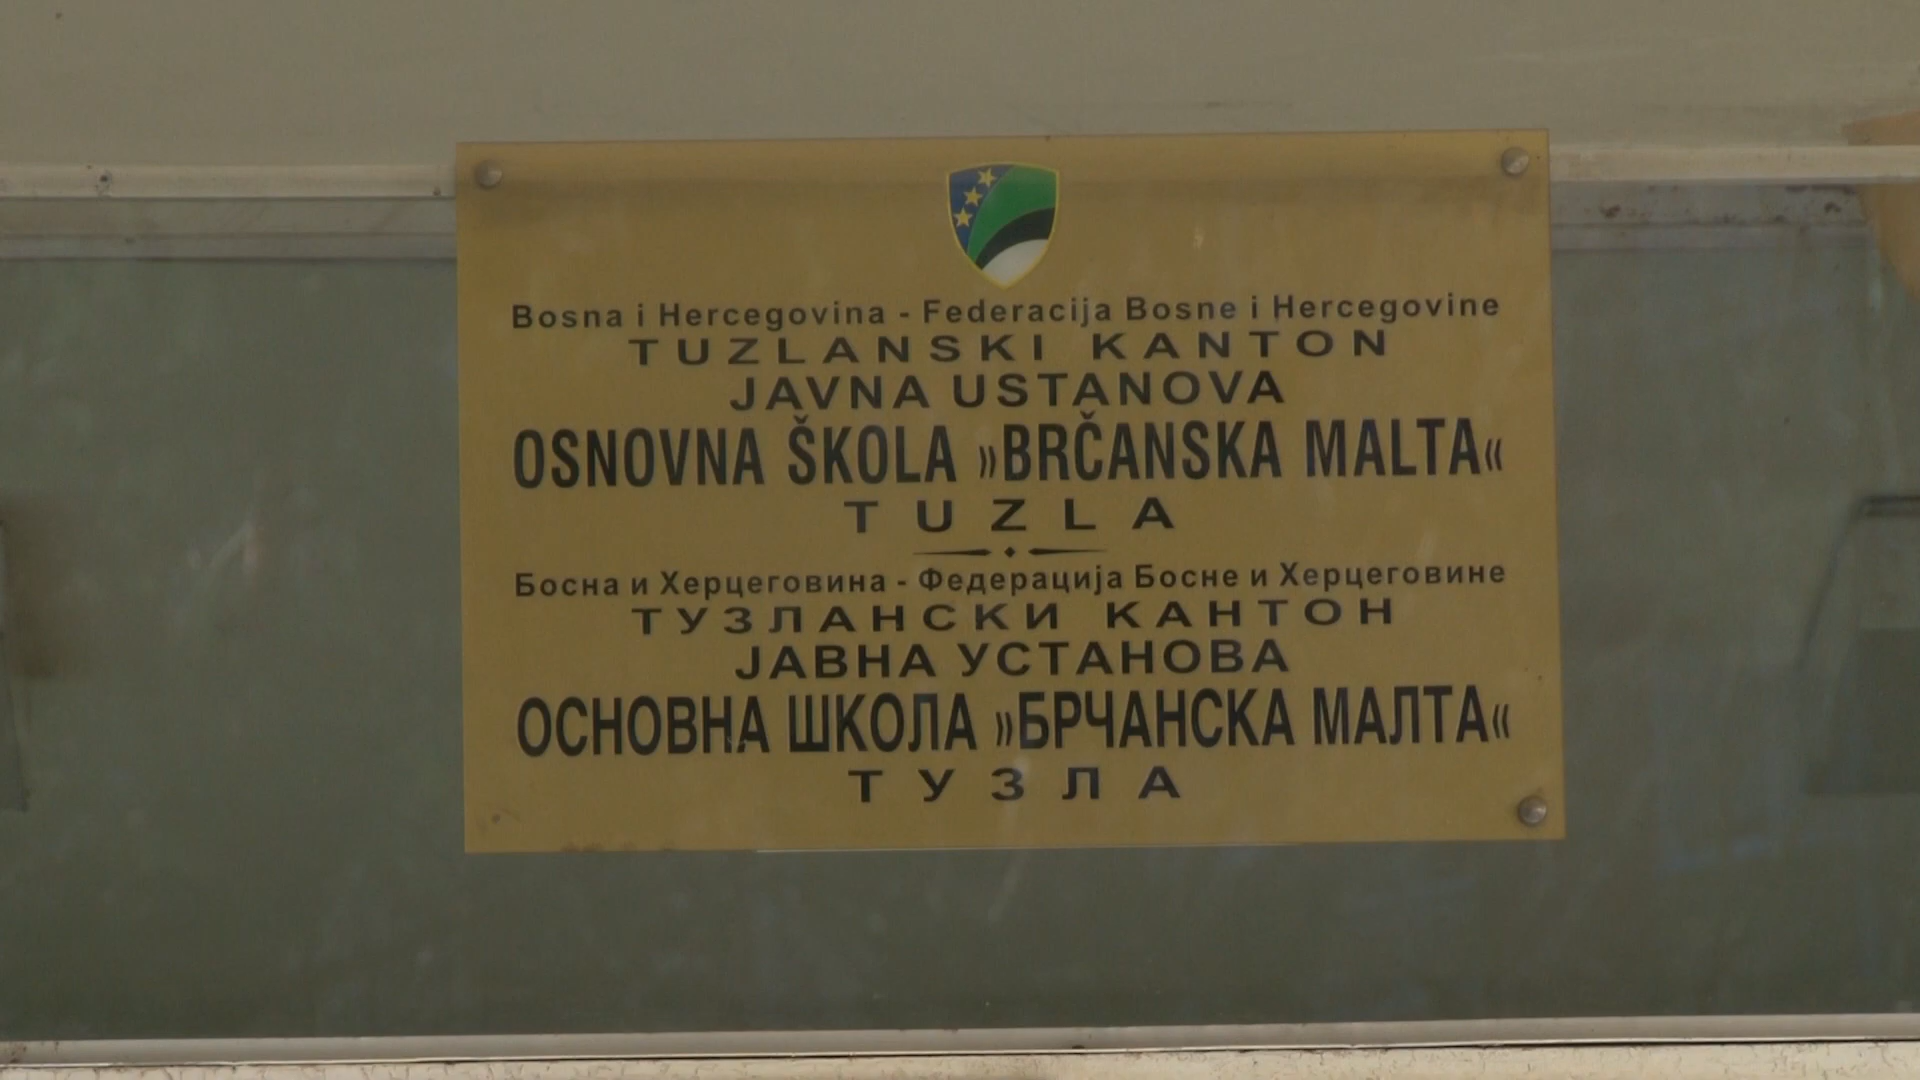 Bosna i Hercegovina - Federacija Bosne i Hercegovine
TUZLANSKI KANTON
JAVNA USTANOVA
OSNOVNA ŠKOLA »BRČANSKA MALTA«
TUZLA
Босна и Херцеговина - Федерација Босне и Херцеговине
ТУЗЛАНСКИ КАНТОН
ЈАВНА УСТАНОВА
ОСНОВНА ШКОЛА »БРЧАНСКА МАЛТА«
ТУЗЛА